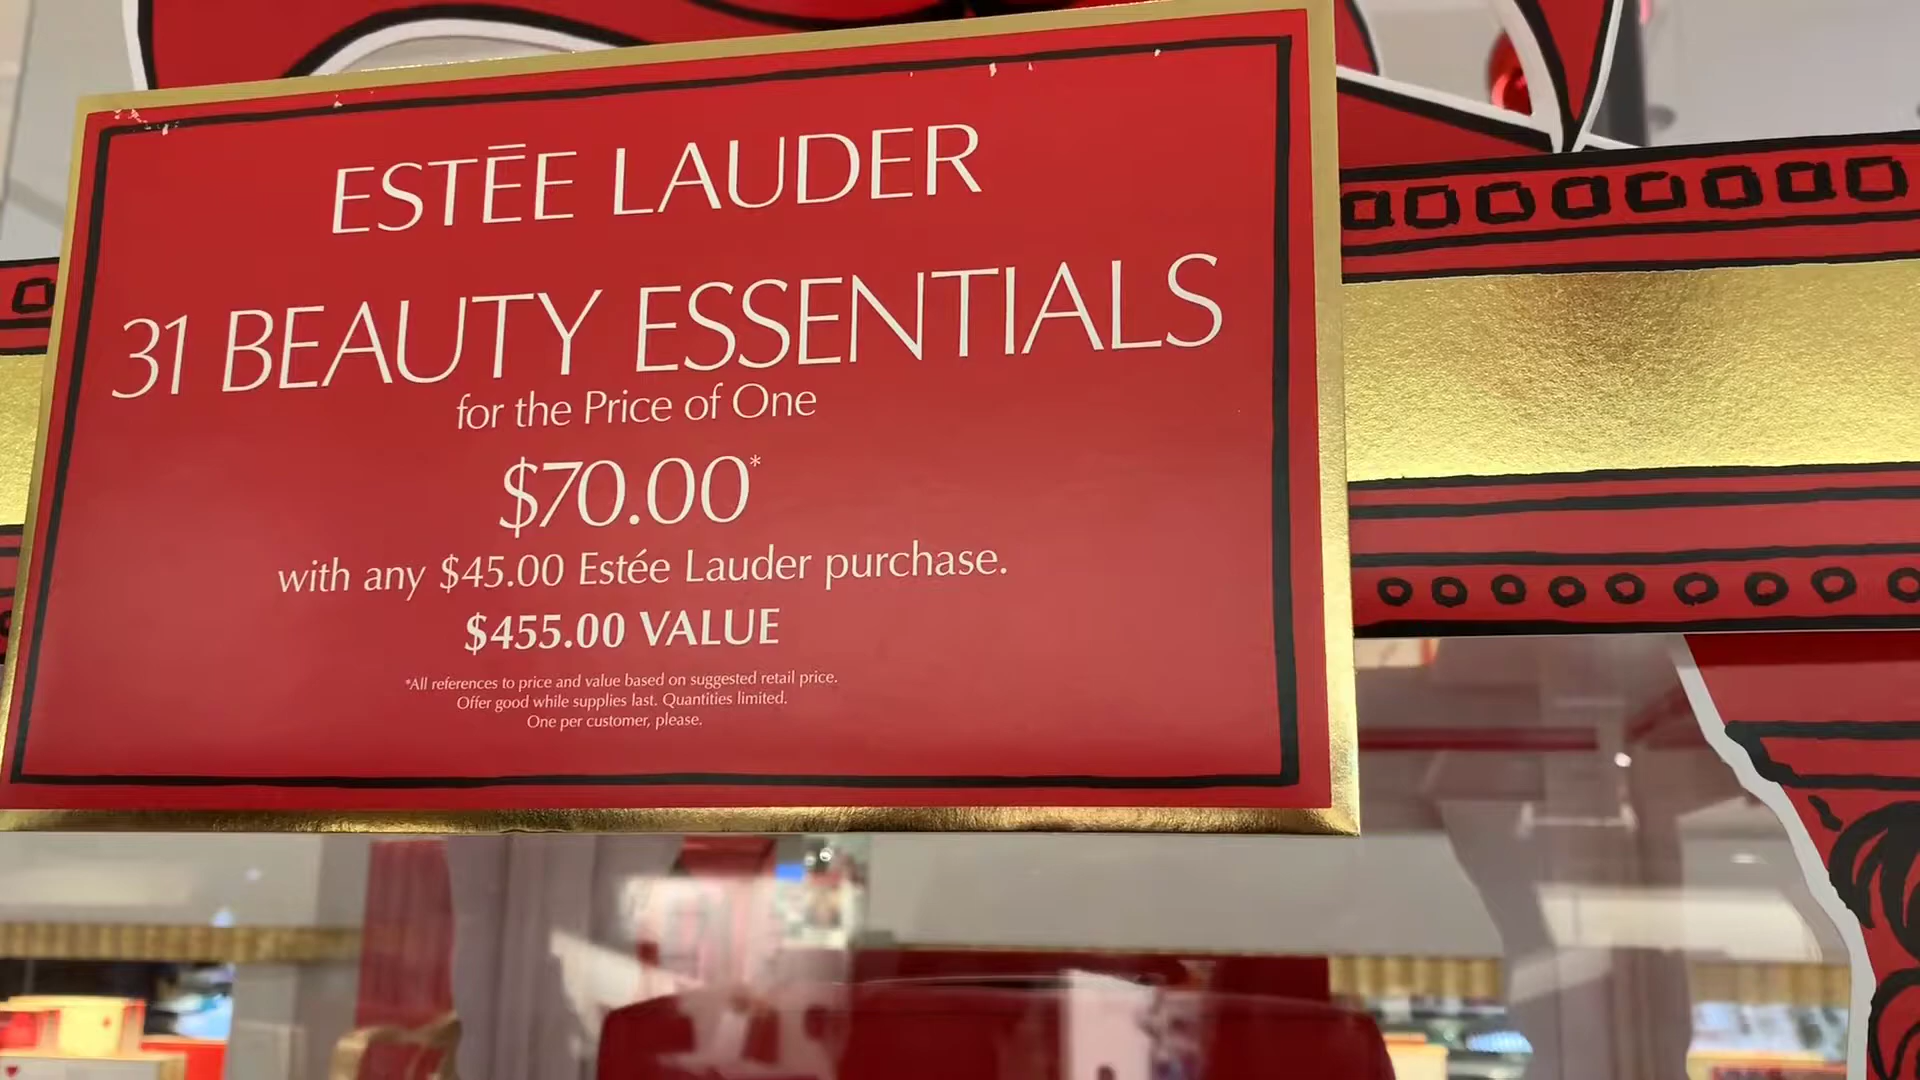 ESTĒE LAUDER
31 BEAUTY ESSENTIALS
for the Price of One
$70.00*
with any $45.00 Estée Lauder purchase.
$455.00 VALUE
*All references to price and value based on suggested retail price.
Offer good while supplies last. Quantities limited.
One per customer, please.